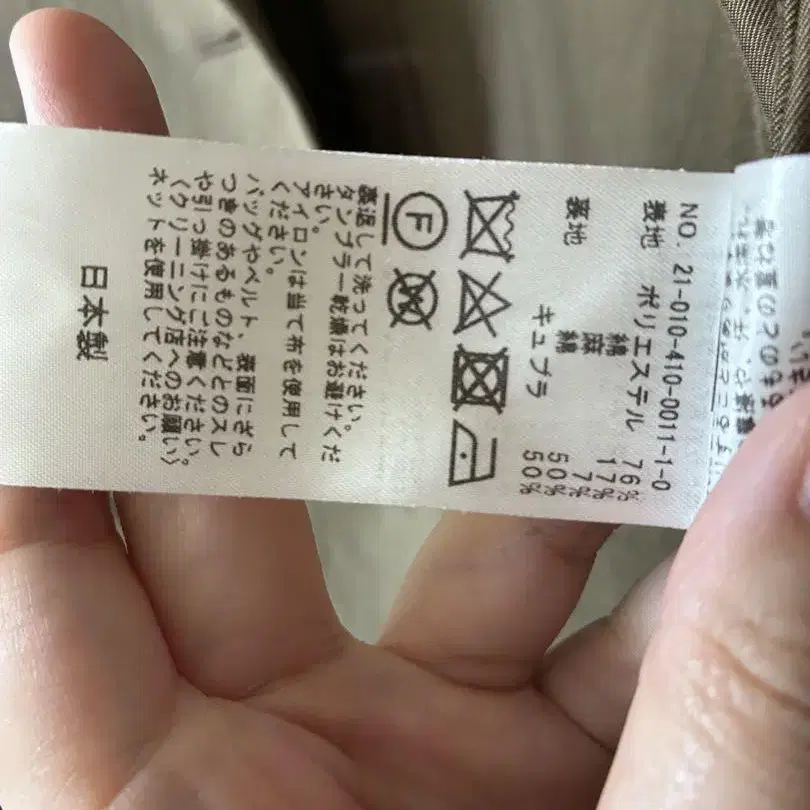 NO. 21-010-410-0011-1-0
表地 ポリエステル 76%
綿 17%
麻 7%
裏地 綿 50%
キュプラ 50%
F W
裏返して洗ってください。
タンブラー乾燥はお避けくだ
さい。
アイロンは当て布を使用して
ください。
バッグやベルト、表面にざら
つきのあるものなどとのスレ
や引っ掛けにご注意ください。
〈クリーニング店へのお願い〉
ネットを使用してください。
日本製